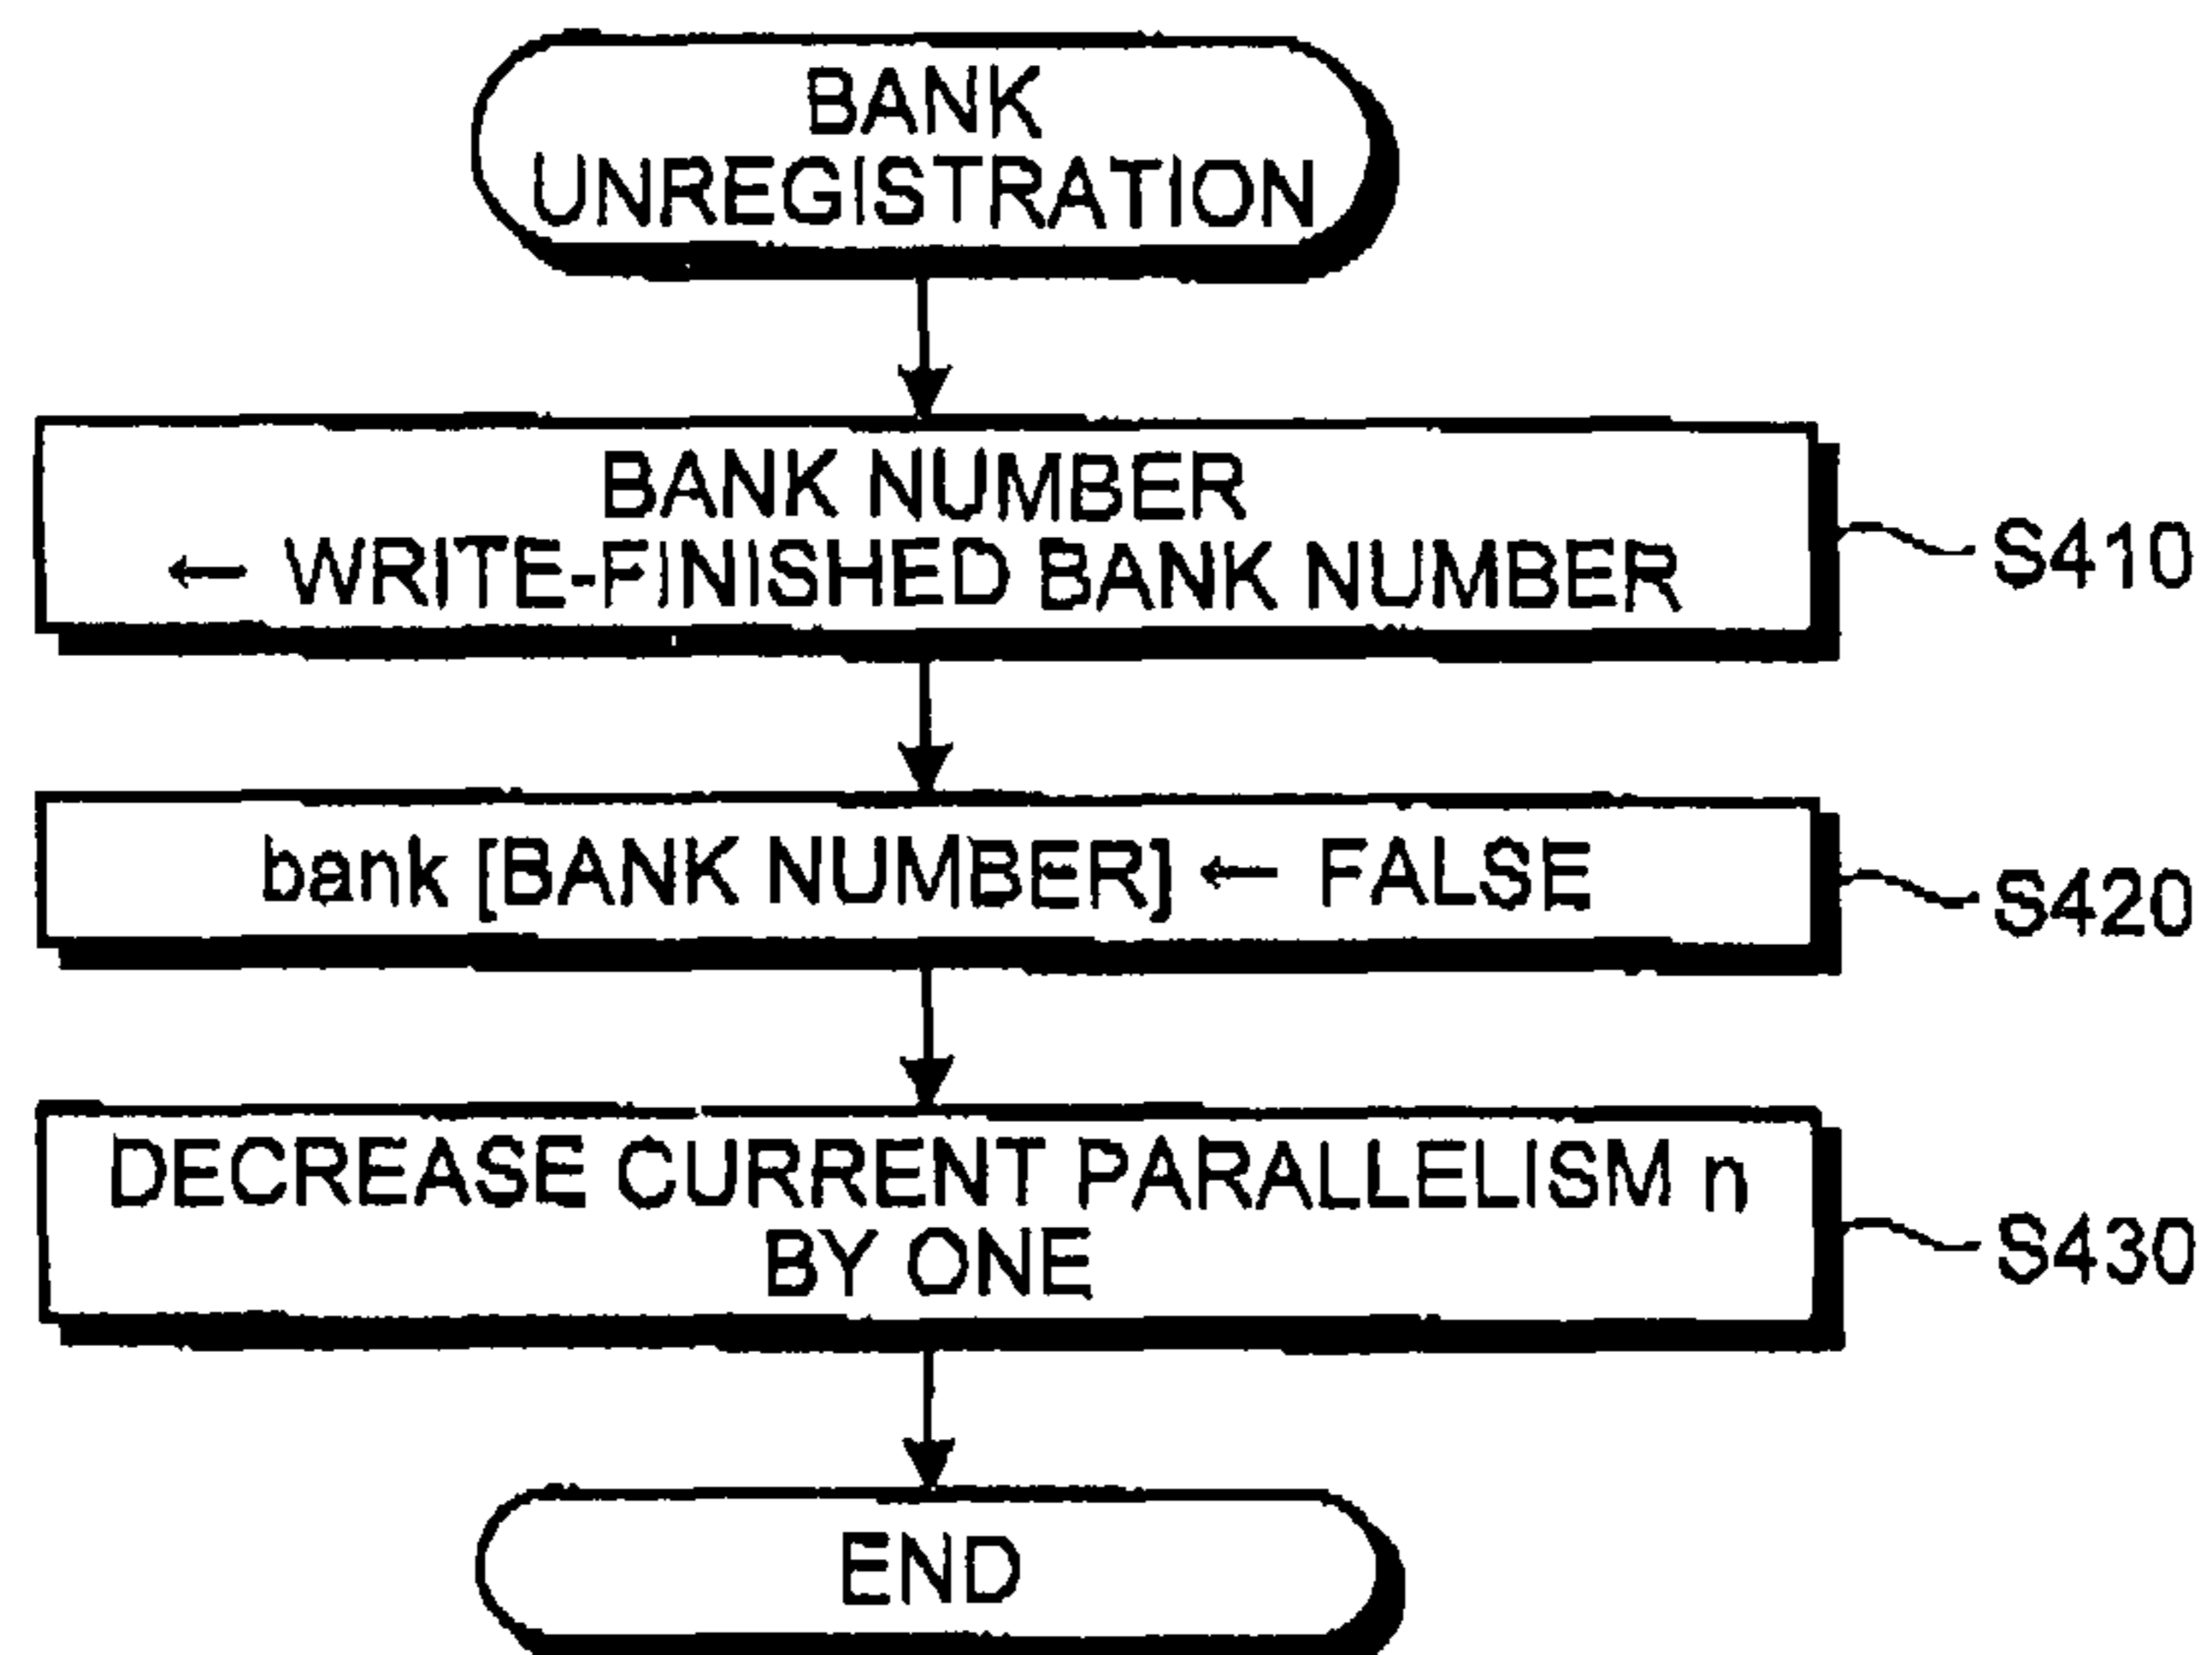 BANK
UNREGISTRATION
BANK NUMBER
← WRITE-FINISHED BANK NUMBER
S410
bank [BANK NUMBER] ← FALSE
S420
DECREASE CURRENT PARALLELISM n
BY ONE
S430
END